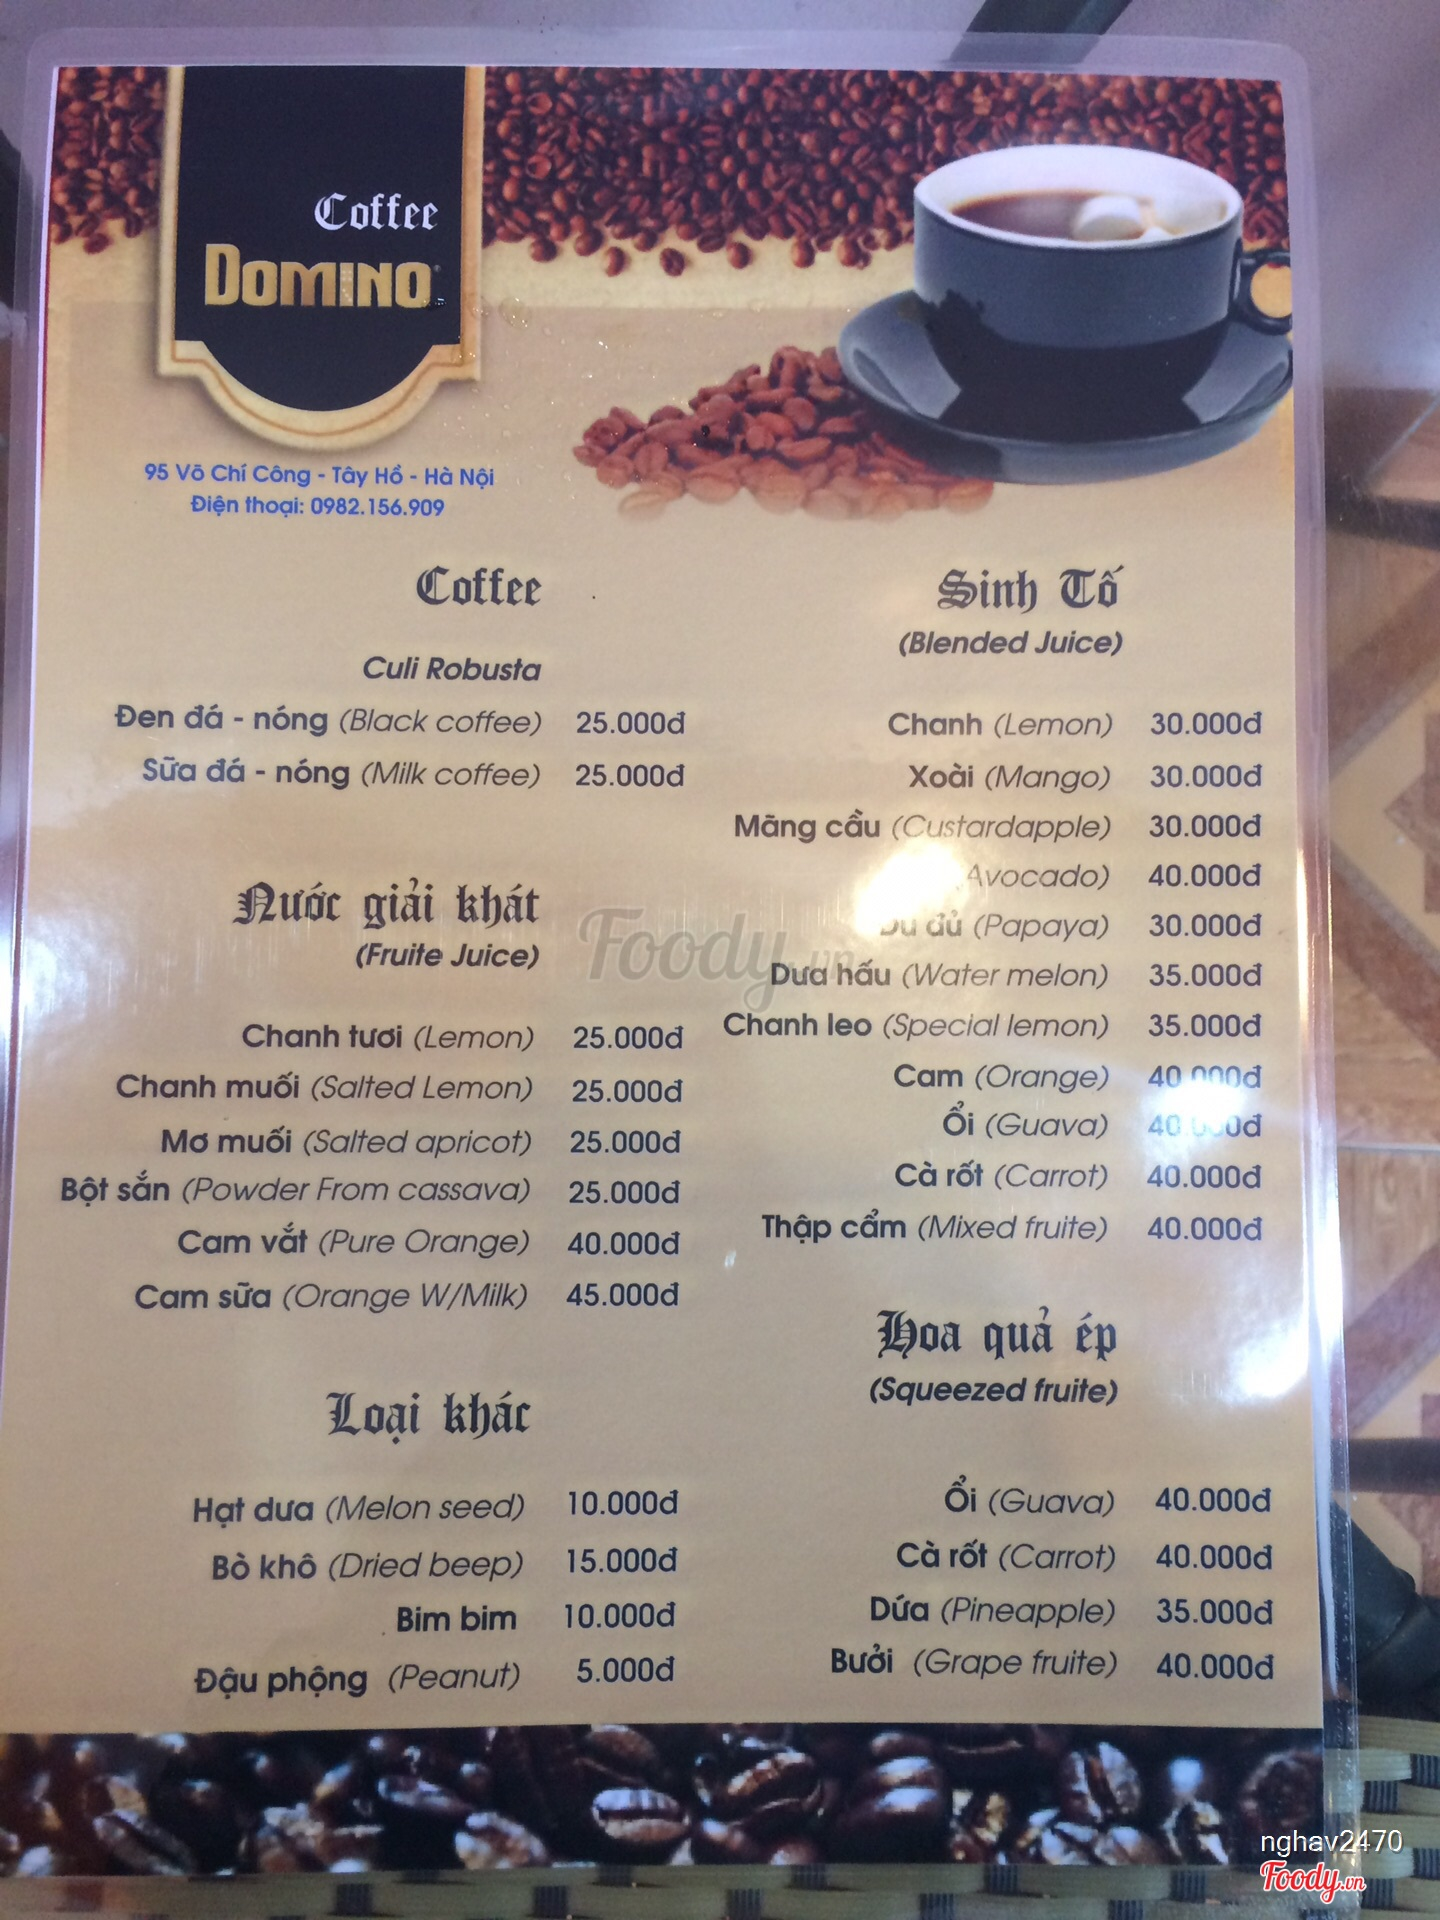 Coffee
DOMINO
95 Võ Chí Công - Tây Hồ - Hà Nội
Điện thoại: 0982.156.909
Coffee
Culi Robusta
Đen đá - nóng (Black coffee) 25.000đ
Sữa đá - nóng (Milk coffee) 25.000đ
Nước giải khát
(Fruite Juice)
Chanh tươi (Lemon) 25.000đ
Chanh muối (Salted Lemon) 25.000đ
Mơ muối (Salted apricot) 25.000đ
Bột sắn (Powder From cassava) 25.000đ
Cam vắt (Pure Orange) 40.000đ
Cam sữa (Orange W/Milk) 45.000đ
Loại khác
Hạt dưa (Melon seed) 10.000đ
Bò khô (Dried beep) 15.000đ
Bim bim 10.000đ
Đậu phộng (Peanut) 5.000đ
Sinh Tố
(Blended Juice)
Chanh (Lemon) 30.000đ
Xoài (Mango) 30.000đ
Mãng cầu (Custardapple) 30.000đ
(Avocado) 40.000đ
Đu đủ (Papaya) 30.000đ
Dưa hấu (Water melon) 35.000đ
Chanh leo (Special lemon) 35.000đ
Cam (Orange) 40.000đ
Ổi (Guava) 40.000đ
Cà rốt (Carrot) 40.000đ
Thập cẩm (Mixed fruite) 40.000đ
Hoa quả ép
(Squeezed fruite)
Ổi (Guava) 40.000đ
Cà rốt (Carrot) 40.000đ
Dứa (Pineapple) 35.000đ
Bưởi (Grape fruite) 40.000đ
Foody.vn
nghav2470
Foody.vn